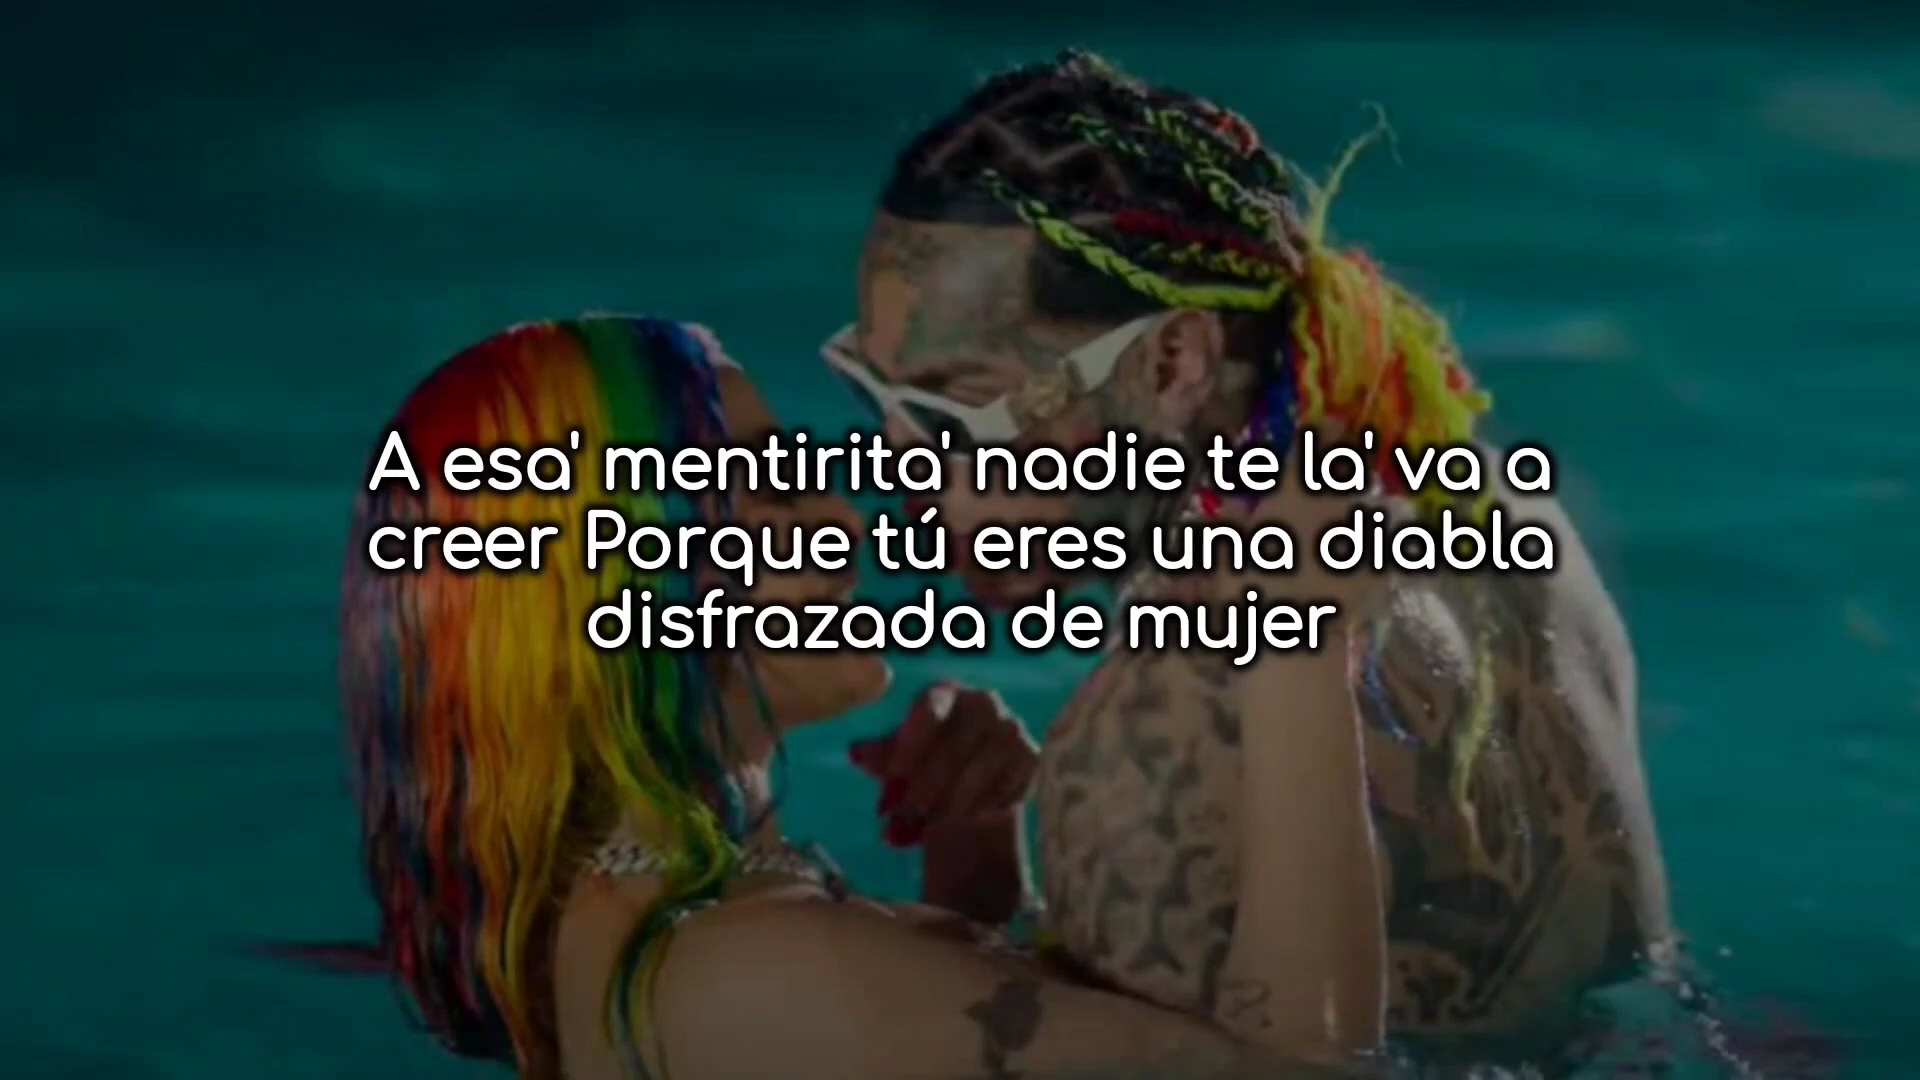 A esa' mentirita' nadie te la' va a
creer Porque tú eres una diabla
disfrazada de mujer